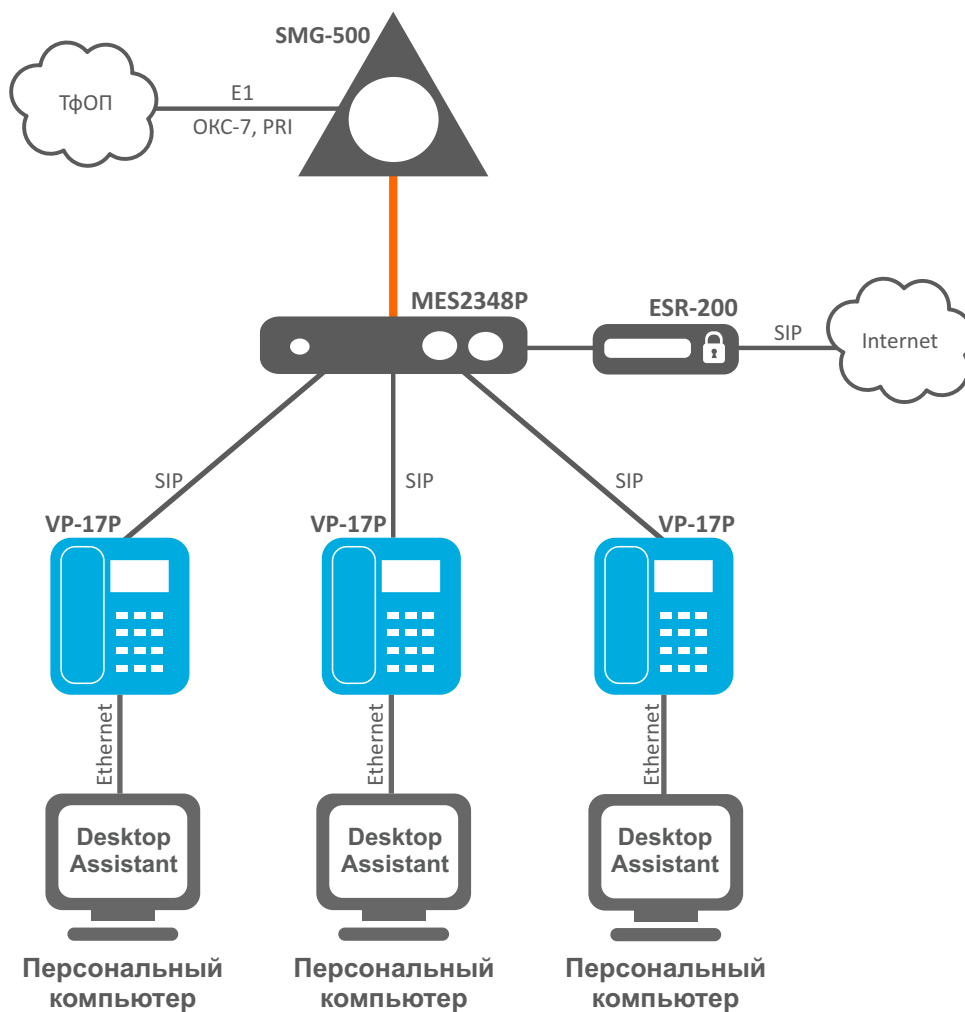 SMG-500
ТфОП
E1
ОКС-7, PRI
MES2348P
ESR-200
SIP
Internet
SIP
SIP
SIP
VP-17P
VP-17P
VP-17P
Ethernet
Ethernet
Ethernet
Desktop
Assistant
Desktop
Assistant
Desktop
Assistant
Персональный
компьютер
Персональный
компьютер
Персональный
компьютер